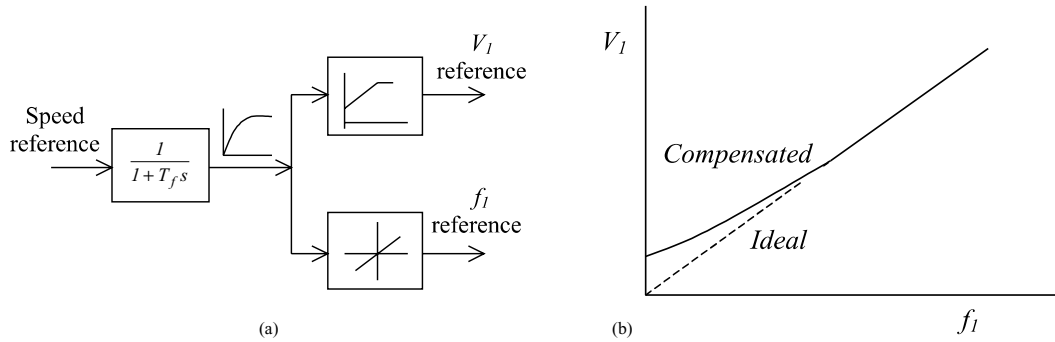 Speed
reference
1
1 + T_f s
V_1
reference
f_1
reference
(a)
V_1
Compensated
Ideal
f_1
(b)